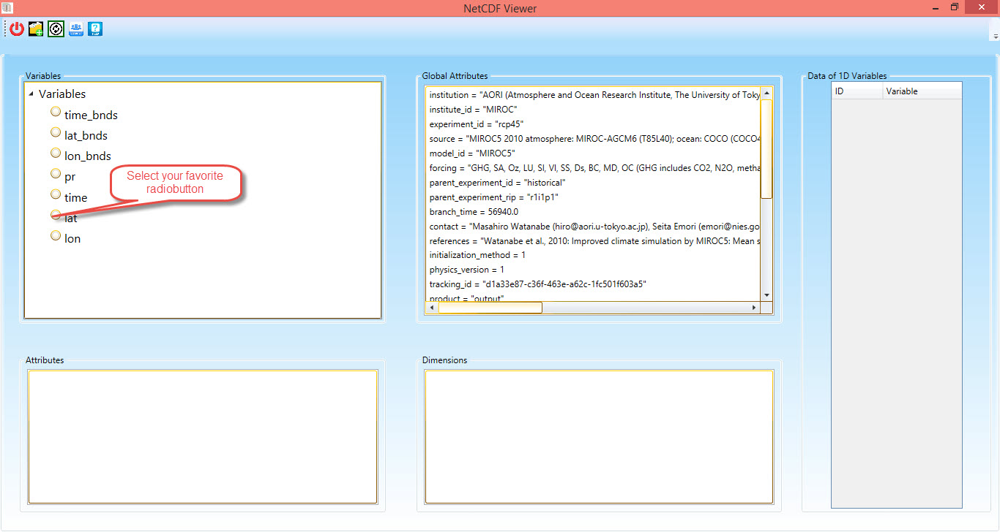 NetCDF Viewer
HELP
Variables
Variables
time_bnds
lat_bnds
lon_bnds
pr
time
lat
lon
Select your favorite
radiobutton
Global Attributes
institution = "AORI (Atmosphere and Ocean Research Institute, The University of Toky
institute_id = "MIROC"
experiment_id = "rcp45"
source = "MIROC5 2010 atmosphere: MIROC-AGCM6 (T85L40); ocean: COCO (COCO4
model_id = "MIROC5"
forcing = "GHG, SA, Oz, LU, Sl, Vl, SS, Ds, BC, MD, OC (GHG includes CO2, N2O, metha
parent_experiment_id = "historical"
parent_experiment_rip = "r1i1p1"
branch_time = 56940.0
contact = "Masahiro Watanabe (hiro@aori.u-tokyo.ac.jp), Seita Emori (emori@nies.go
references = "Watanabe et al., 2010: Improved climate simulation by MIROC5: Mean s
initialization_method = 1
physics_version = 1
tracking_id = "d1a33e87-c36f-463e-a62c-1fc501f603a5"
product = "output"
Data of 1D Variables
ID Variable
Attributes
Dimensions